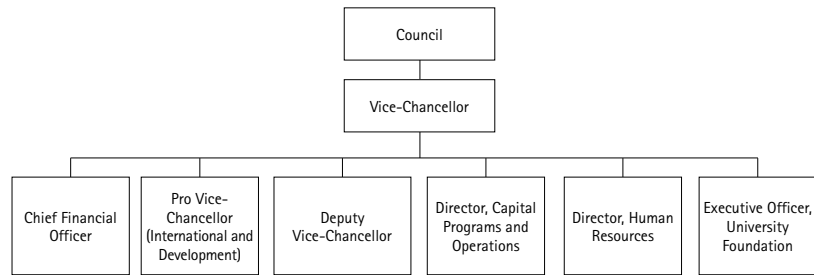 Council
Vice-Chancellor
Chief Financial
Officer
Pro Vice-
Chancellor
(International and
Development)
Deputy
Vice-Chancellor
Director, Capital
Programs and
Operations
Director, Human
Resources
Executive Officer,
University
Foundation